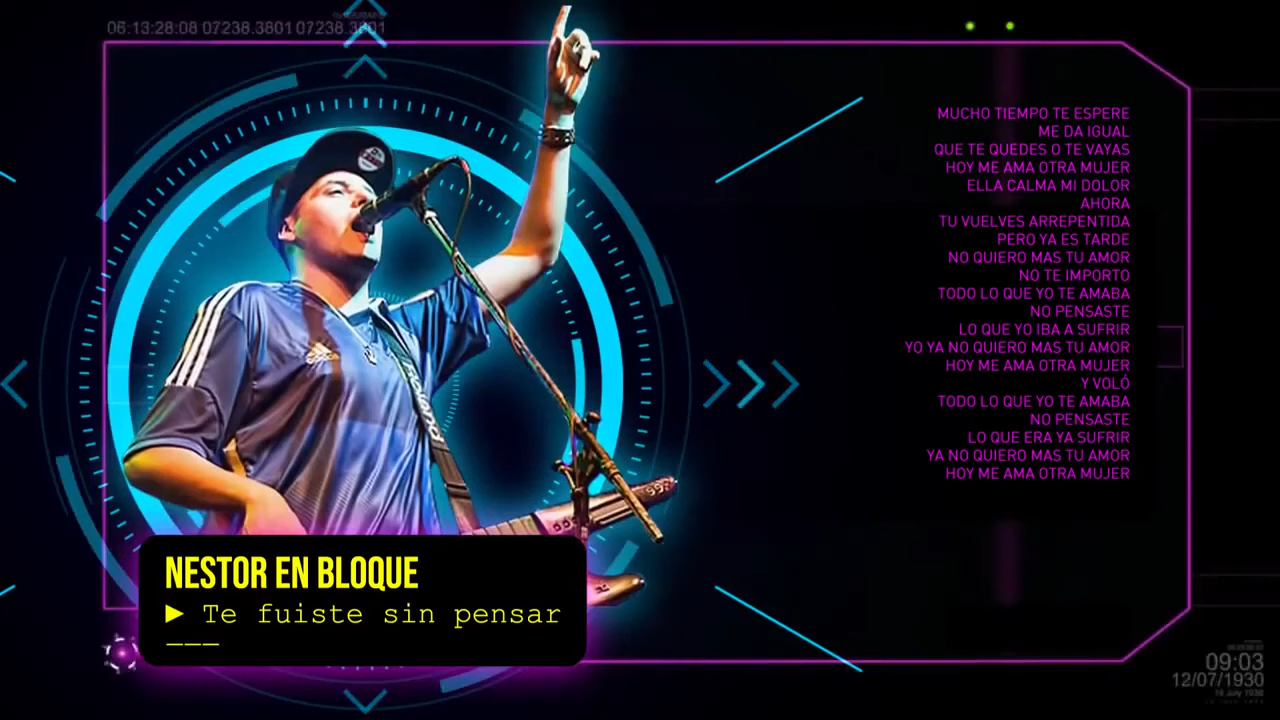 06:13:28:08 07238.3801 07238.3801
MUCHO TIEMPO TE ESPERE
ME DA IGUAL
QUE TE QUEDES O TE VAYAS
HOY ME AMA OTRA MUJER
ELLA CALMA MI DOLOR
AHORA
TU VUELVES ARREPENTIDA
PERO YA ES TARDE
NO QUIERO MAS TU AMOR
NO TE IMPORTO
TODO LO QUE YO TE AMABA
NO PENSASTE
LO QUE YO IBA A SUFRIR
YO YA NO QUIERO MAS TU AMOR
HOY ME AMA OTRA MUJER
Y VOLÓ
TODO LO QUE YO TE AMABA
NO PENSASTE
LO QUE ERA YA SUFRIR
YA NO QUIERO MAS TU AMOR
HOY ME AMA OTRA MUJER
adidas
Roland
NESTOR EN BLOQUE
▶ Te fuiste sin pensar
___
09:03
12/07/1930